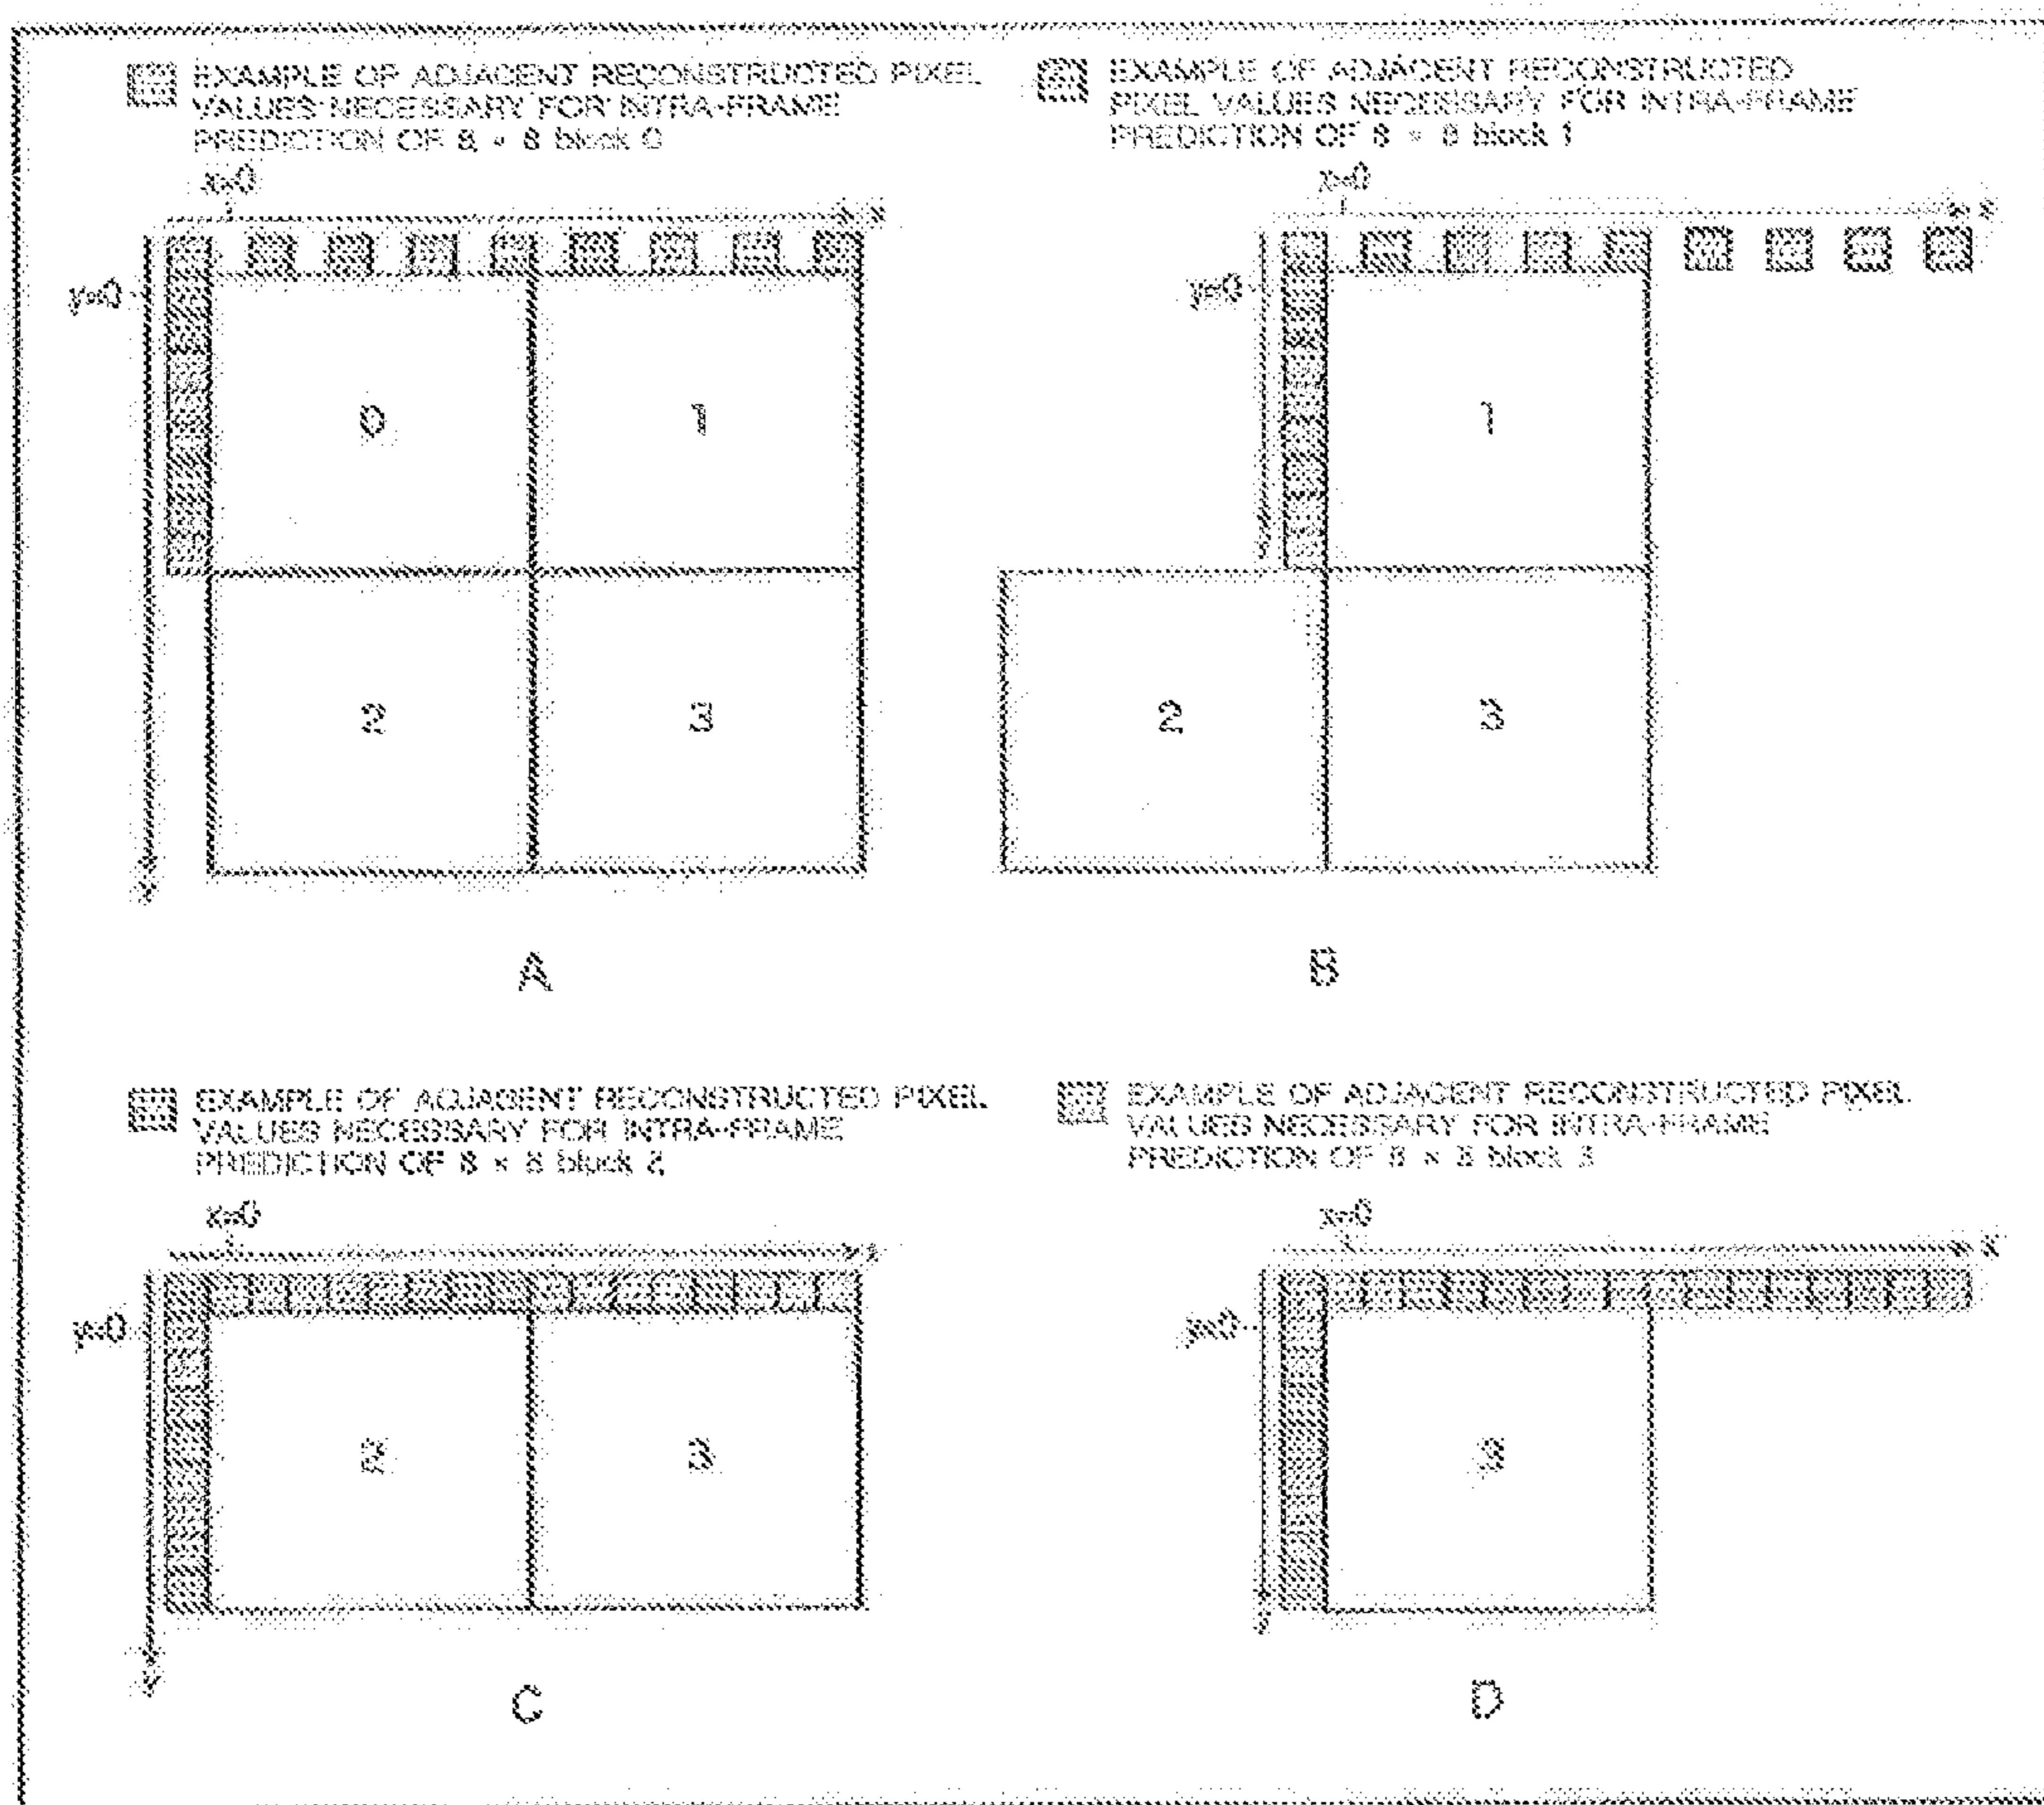 EXAMPLE OF ADJACENT RECONSTRUCTED PIXEL
VALUES NECESSARY FOR INTRA-FRAME
PREDICTION OF 8 × 8 block 0
x=0
x
y=0
0
1
2
3
y
A
EXAMPLE OF ADJACENT RECONSTRUCTED
PIXEL VALUES NECESSARY FOR INTRA-FRAME
PREDICTION OF 8 × 8 block 1
x=0
x
y=0
1
2
3
B
EXAMPLE OF ADJACENT RECONSTRUCTED PIXEL
VALUES NECESSARY FOR INTRA-FRAME
PREDICTION OF 8 × 8 block 2
x=0
x
y=0
2
3
y
C
EXAMPLE OF ADJACENT RECONSTRUCTED PIXEL
VALUES NECESSARY FOR INTRA-FRAME
PREDICTION OF 8 × 8 block 3
x=0
x
y=0
3
y
D